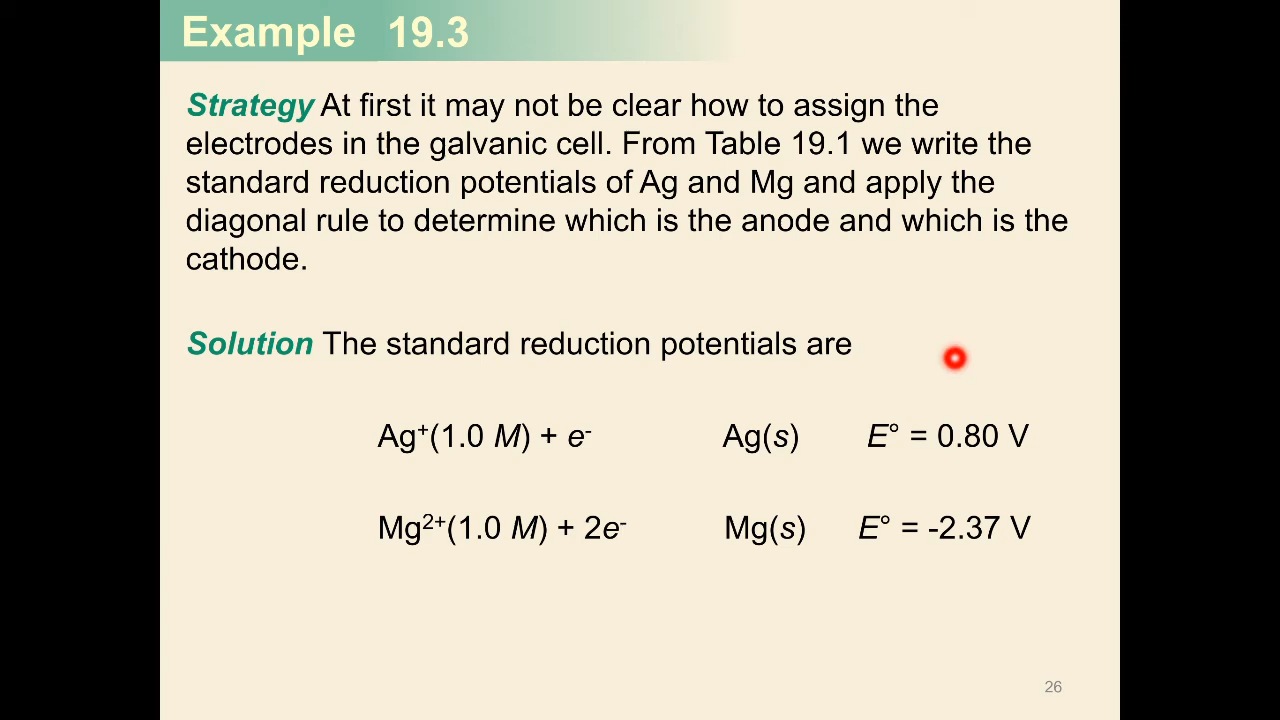 Example 19.3
Strategy At first it may not be clear how to assign the
electrodes in the galvanic cell. From Table 19.1 we write the
standard reduction potentials of Ag and Mg and apply the
diagonal rule to determine which is the anode and which is the
cathode.
Solution The standard reduction potentials are
Ag⁺(1.0 M) + e⁻ Ag(s) E° = 0.80 V
Mg²⁺(1.0 M) + 2e⁻ Mg(s) E° = -2.37 V
26